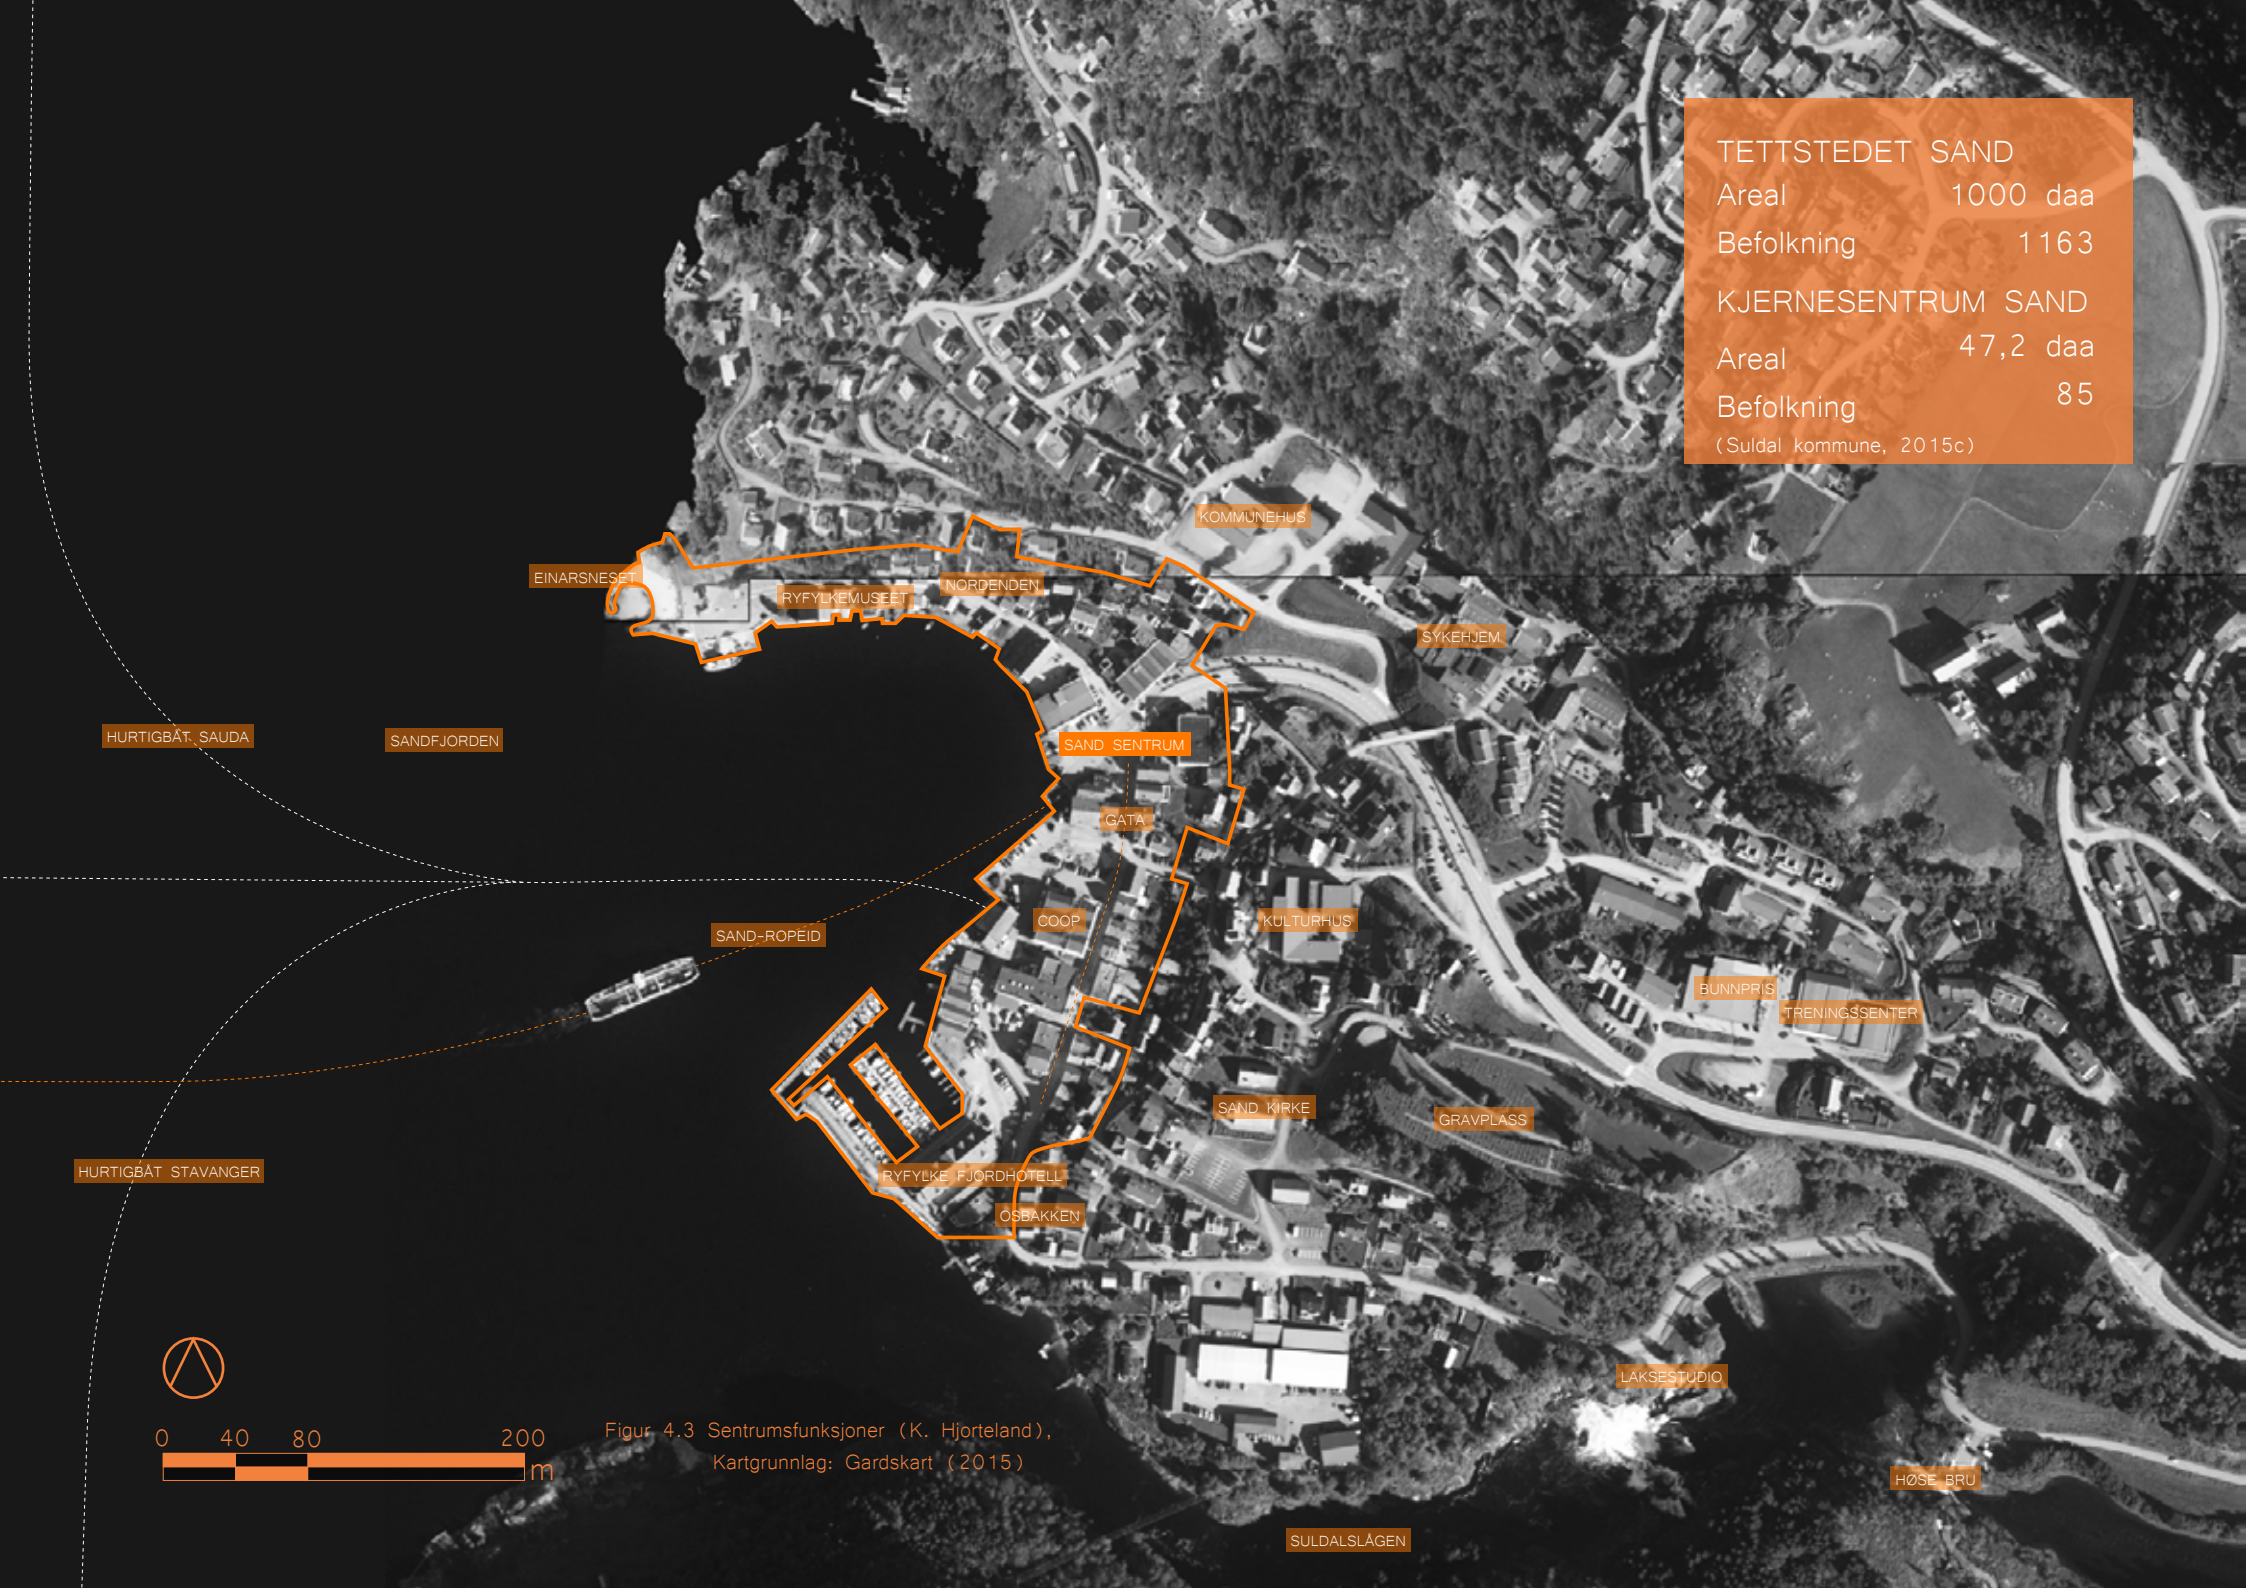 TETTSTEDET SAND
Areal 1000 daa
Befolkning 1163
KJERNESENTRUM SAND
Areal 47,2 daa
Befolkning 85
(Suldal kommune, 2015c)
KOMMUNEHUS
EINARSNESET
NORDENDEN
RYFYLKEMUSEET
SYKEHJEM
HURTIGBÅT SAUDA
SANDFJORDEN
SAND SENTRUM
GATA
COOP
KULTURHUS
SAND-ROPEID
BUNNPRIS
TRENINGSSENTER
SAND KIRKE
GRAVPLASS
HURTIGBÅT STAVANGER
RYFYLKE FJORDHOTELL
OSBAKKEN
LAKSESTUDIO
HØSE BRU
SULDALSLÅGEN
0 40 80 200
m
Figur 4.3 Sentrumsfunksjoner (K. Hjorteland),
Kartgrunnlag: Gardskart (2015)